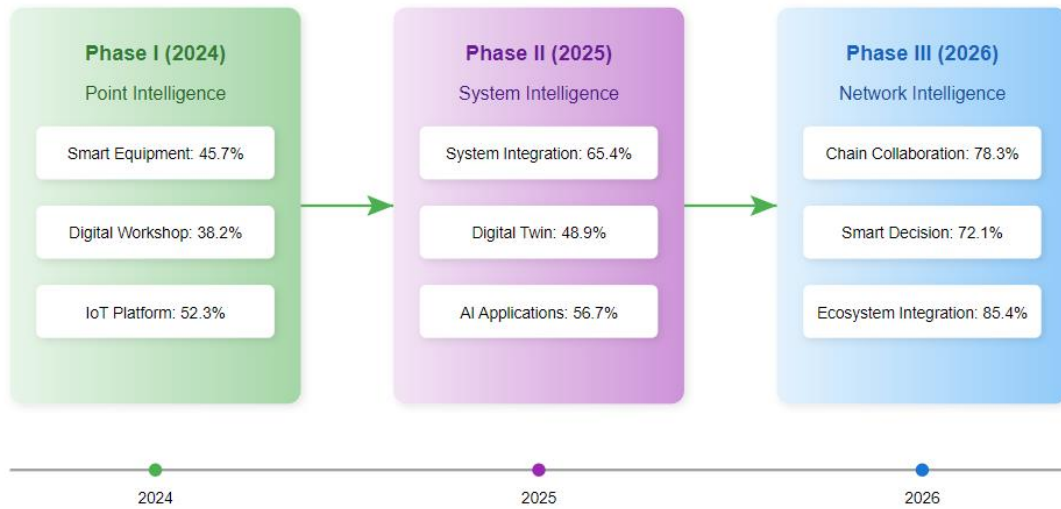 Phase I (2024)
Point Intelligence
Smart Equipment: 45.7%
Digital Workshop: 38.2%
IoT Platform: 52.3%
Phase II (2025)
System Intelligence
System Integration: 65.4%
Digital Twin: 48.9%
AI Applications: 56.7%
Phase III (2026)
Network Intelligence
Chain Collaboration: 78.3%
Smart Decision: 72.1%
Ecosystem Integration: 85.4%
2024
2025
2026